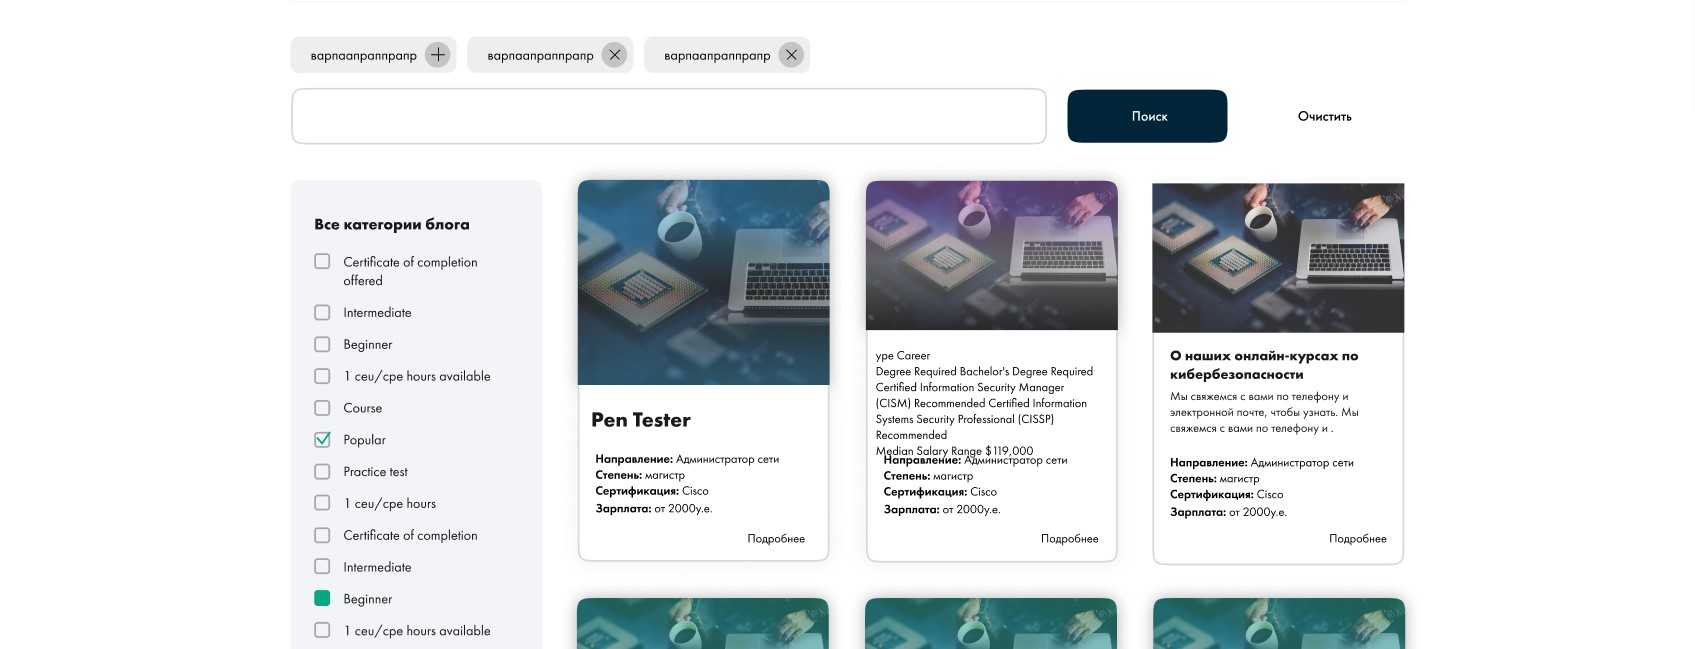 варпаапраппрапр
варпаапраппрапр
варпаапраппрапр
Поиск
Очистить
Все категории блога
Certificate of completion
offered
Intermediate
Beginner
1 ceu/cpe hours available
Course
Popular
Practice test
1 ceu/cpe hours
Certificate of completion
Intermediate
Beginner
1 ceu/cpe hours available
Pen Tester
Направление: Администратор сети
Степень: магистр
Сертификация: Cisco
Зарплата: от 2000у.е.
Подробнее
ype Career
Degree Required Bachelor's Degree Required
Certified Information Security Manager
(CISM) Recommended Certified Information
Systems Security Professional (CISSP)
Recommended
Median Salary Range $119,000
Направление: Администратор сети
Степень: магистр
Сертификация: Cisco
Зарплата: от 2000у.е.
Подробнее
О наших онлайн-курсах по
кибербезопасности
Мы свяжемся с вами по телефону и
электронной почте, чтобы узнать. Мы
свяжемся с вами по телефону и .
Направление: Администратор сети
Степень: магистр
Сертификация: Cisco
Зарплата: от 2000у.е.
Подробнее